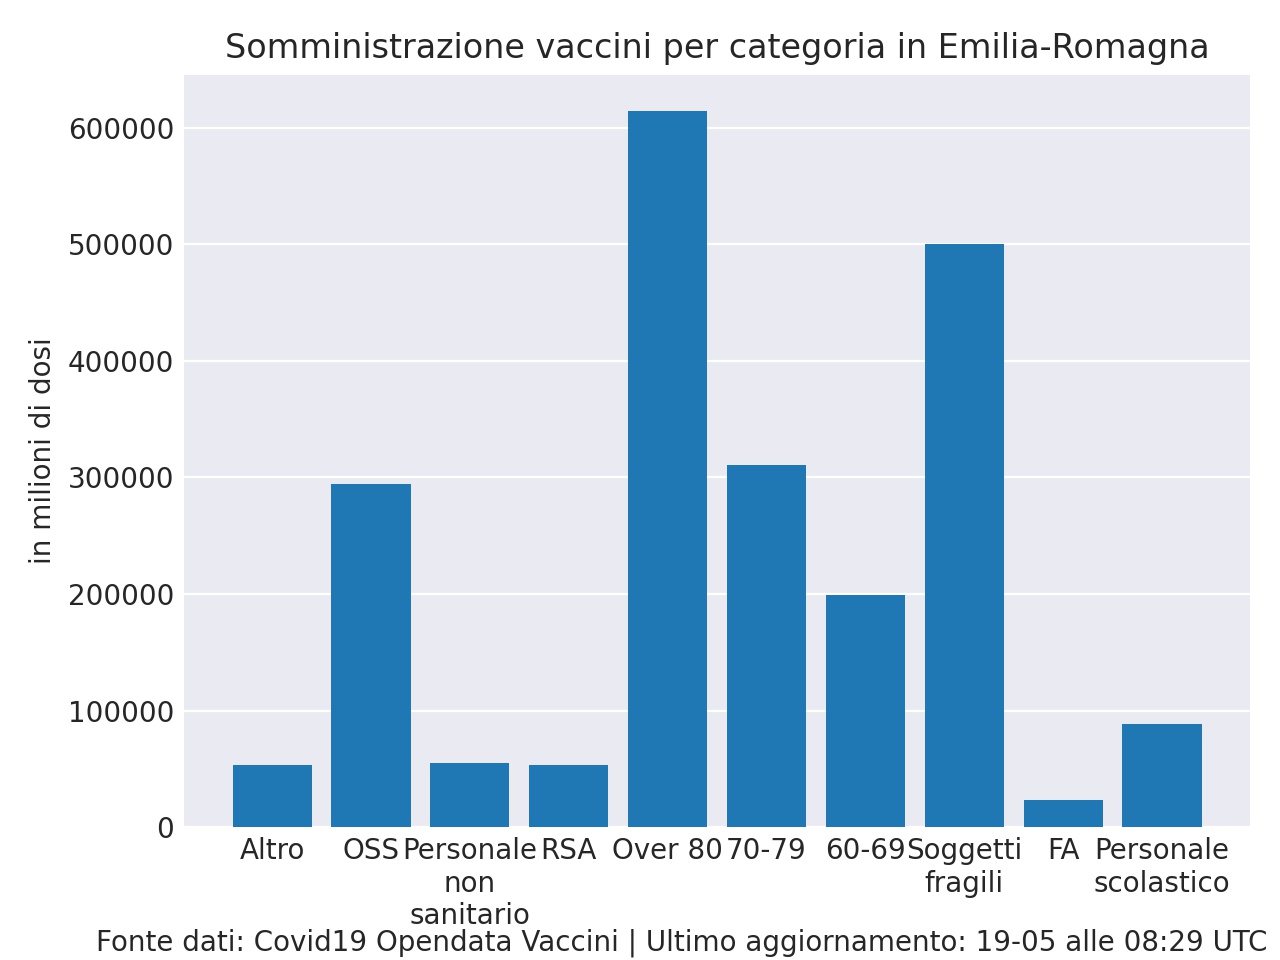 Somministrazione vaccini per categoria in Emilia-Romagna
in milioni di dosi
600000
500000
400000
300000
200000
100000
0
Altro OSS Personale non sanitario RSA Over 80 70-79 60-69 Soggetti fragili FA Personale scolastico
Fonte dati: Covid19 Opendata Vaccini | Ultimo aggiornamento: 19-05 alle 08:29 UTC